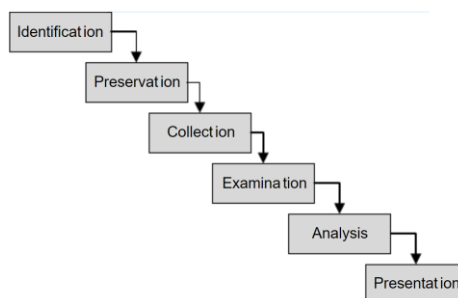 Identification
Preservation
Collection
Examination
Analysis
Presentation